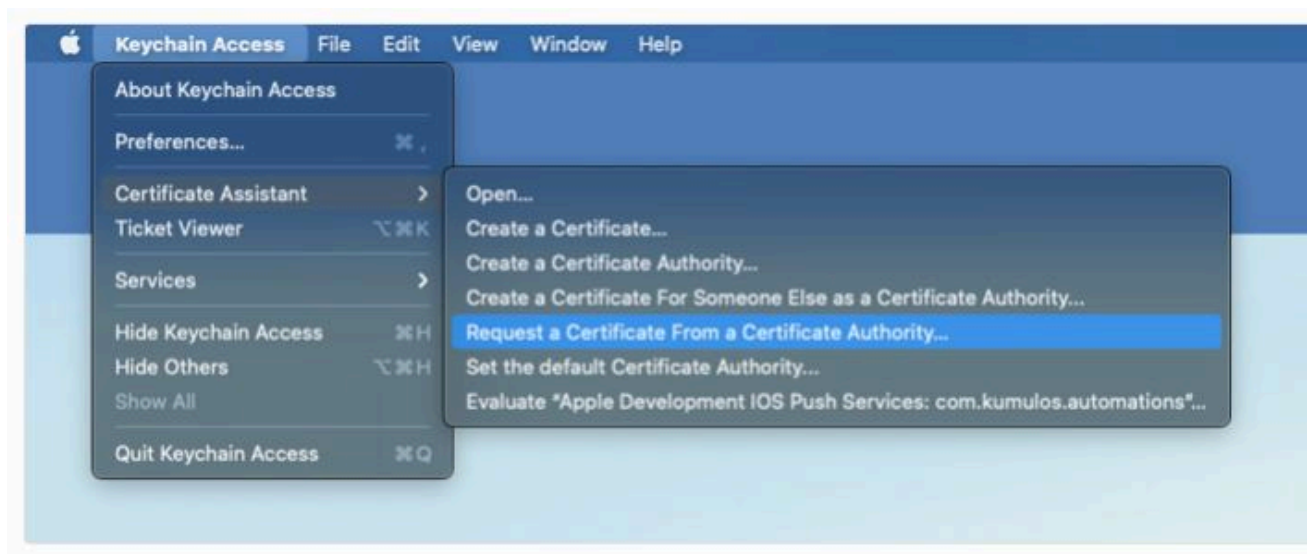 Keychain Access File Edit View Window Help
About Keychain Access
Preferences... ⌘ ,
Certificate Assistant >
Ticket Viewer ⌥⌘K
Services >
Hide Keychain Access ⌘H
Hide Others ⌥⌘H
Show All
Quit Keychain Access ⌘Q
Open...
Create a Certificate...
Create a Certificate Authority...
Create a Certificate For Someone Else as a Certificate Authority...
Request a Certificate From a Certificate Authority...
Set the default Certificate Authority...
Evaluate "Apple Development IOS Push Services: com.kumulos.automations"...